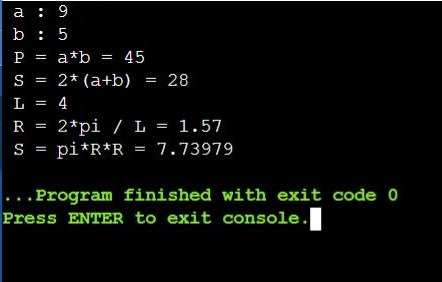 a : 9
b : 5
P = a*b = 45
S = 2*(a+b) = 28
L = 4
R = 2*pi / L = 1.57
S = pi*R*R = 7.73979
...Program finished with exit code 0
Press ENTER to exit console.